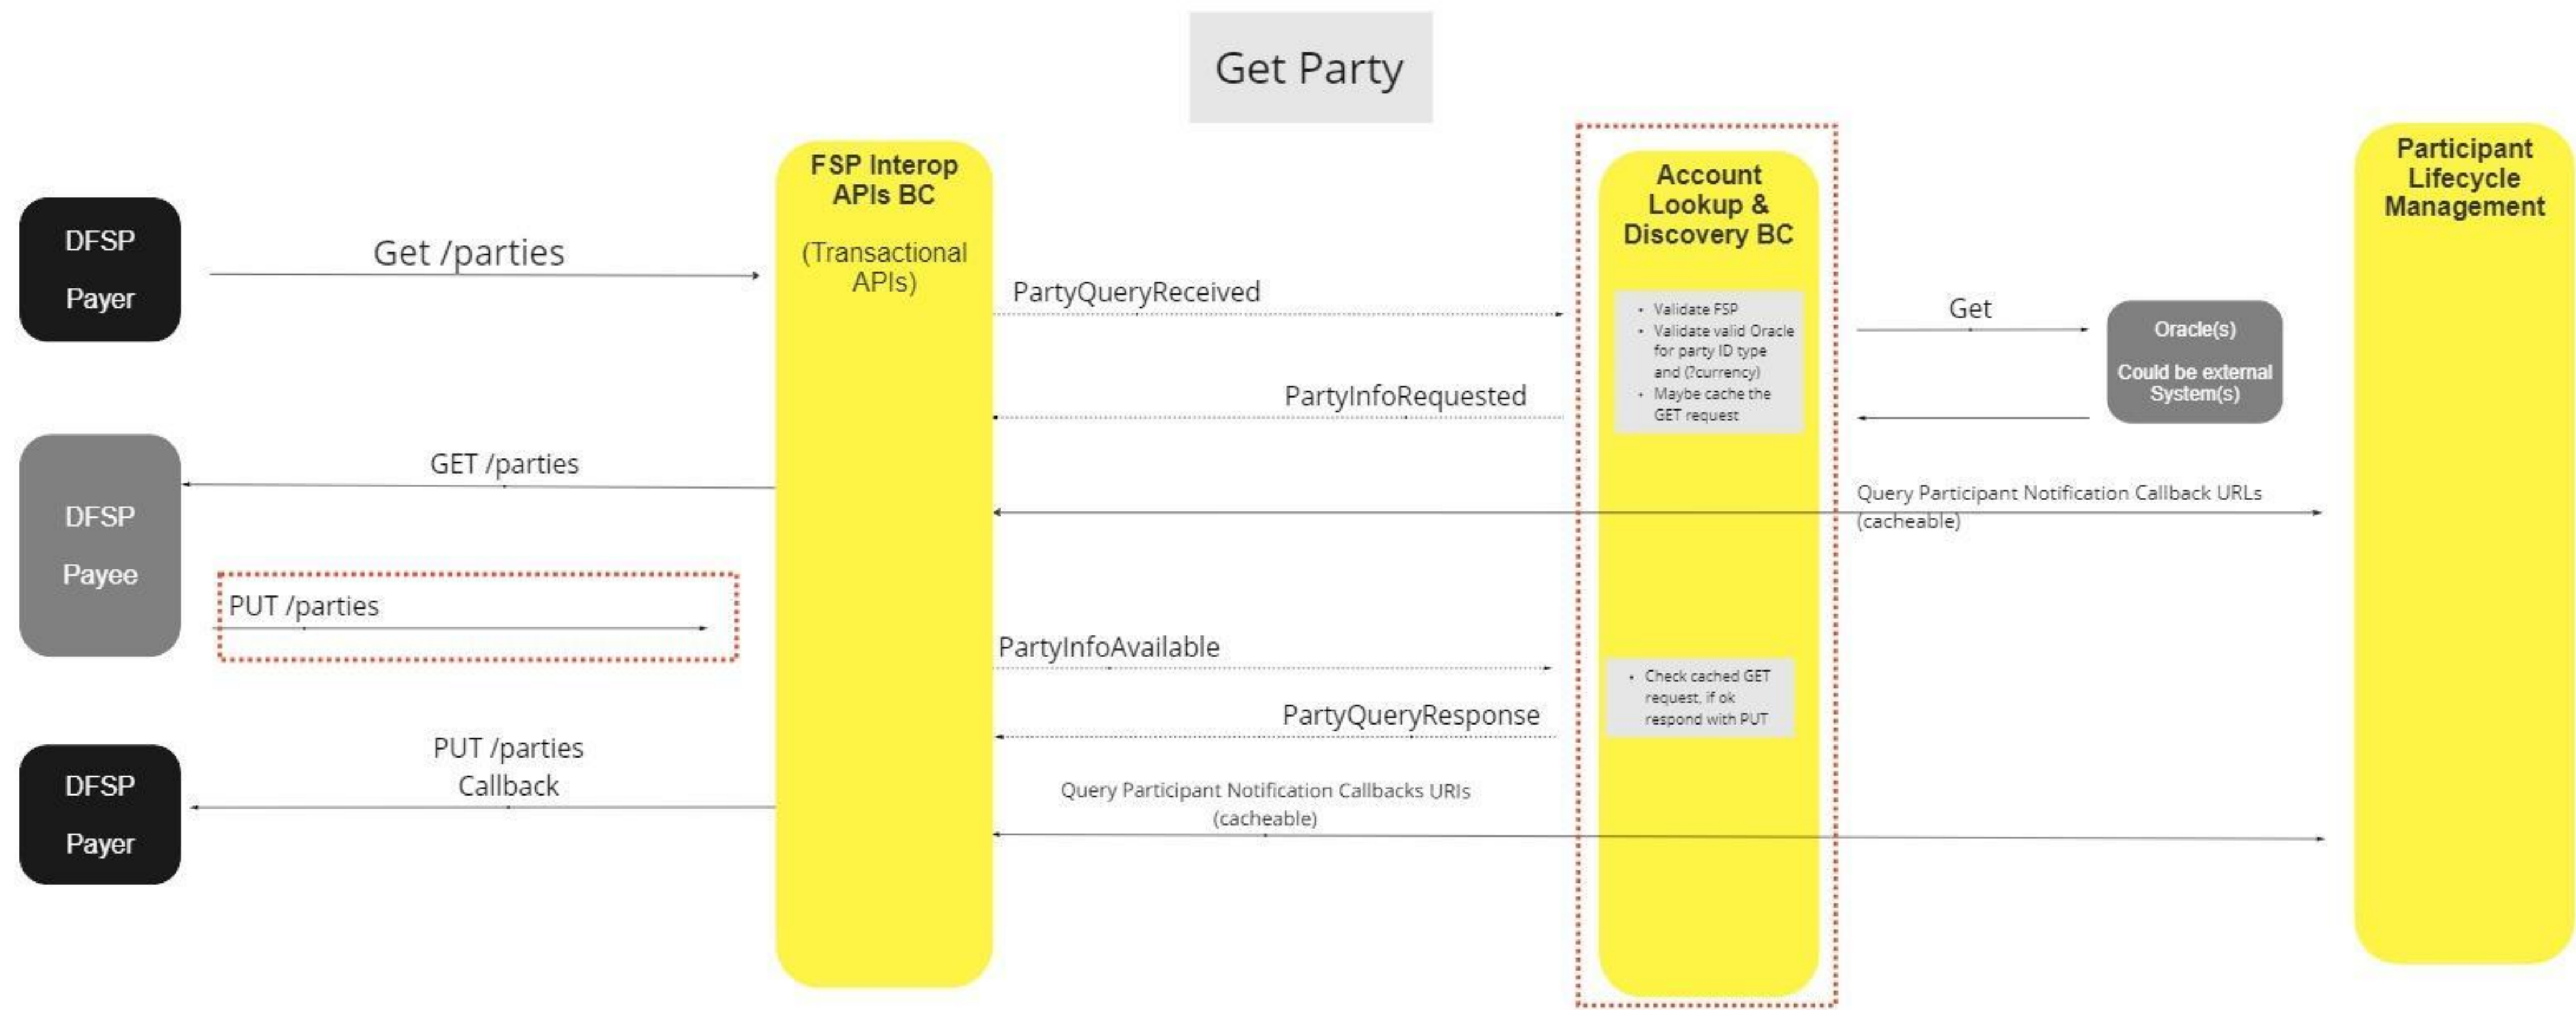 Get Party
DFSP
Payer
Get /parties
FSP Interop
APIs BC
(Transactional
APIs)
PartyQueryReceived
Account
Lookup &
Discovery BC
• Validate FSP
• Validate valid Oracle
for party ID type
and (?currency)
• Maybe cache the
GET request
Get
Oracle(s)
Could be external
System(s)
Participant
Lifecycle
Management
PartyInfoRequested
DFSP
Payee
GET /parties
Query Participant Notification Callback URLs
(cacheable)
PUT /parties
PartyInfoAvailable
• Check cached GET
request, if ok
respond with PUT
PartyQueryResponse
DFSP
Payer
PUT /parties
Callback
Query Participant Notification Callbacks URIs
(cacheable)